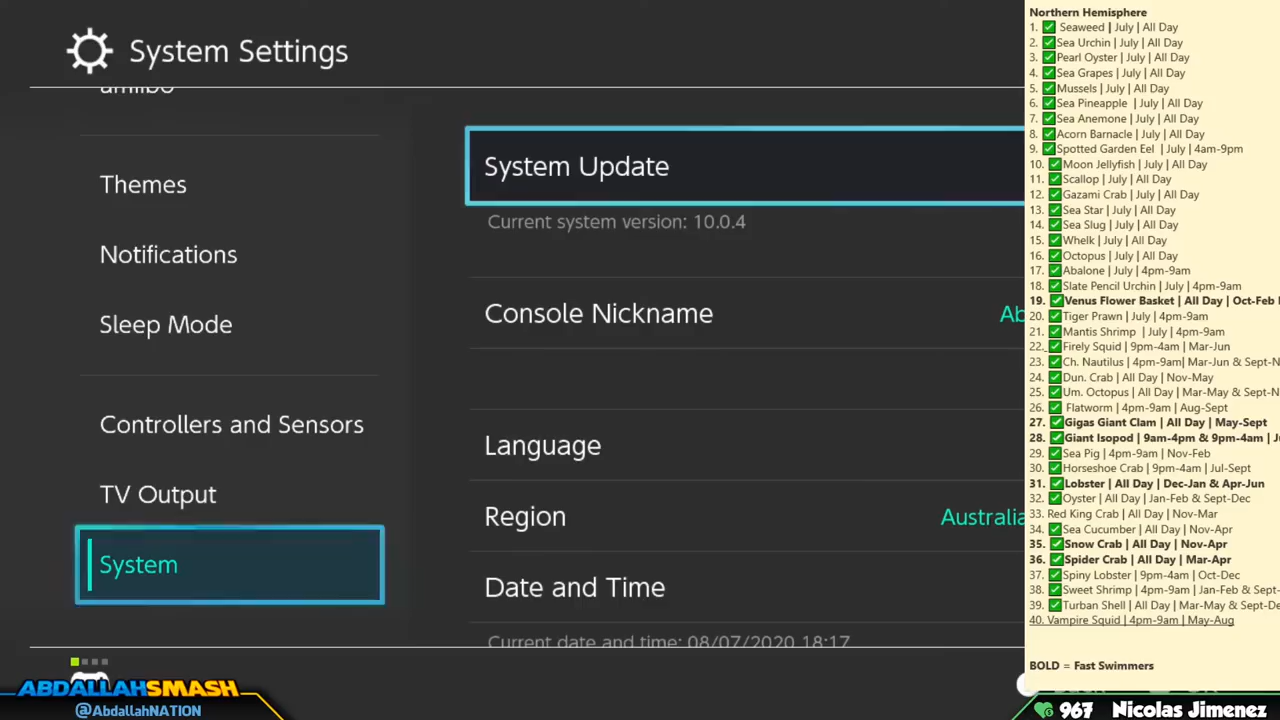 System Settings
amiibo
Themes
Notifications
Sleep Mode
Controllers and Sensors
TV Output
System
System Update
Current system version: 10.0.4
Console Nickname
Ab
Language
Region
Australia
Date and Time
Current date and time: 08/07/2020 18:17
Northern Hemisphere
1. ✅ Seaweed | July | All Day
2. ✅Sea Urchin | July | All Day
3. ✅Pearl Oyster | July | All Day
4. ✅Sea Grapes | July | All Day
5. ✅Mussels | July | All Day
6. ✅Sea Pineapple | July | All Day
7. ✅Sea Anemone | July | All Day
8. ✅Acorn Barnacle | July | All Day
9. ✅Spotted Garden Eel | July | 4am-9pm
10. ✅Moon Jellyfish | July | All Day
11. ✅Scallop | July | All Day
12. ✅Gazami Crab | July | All Day
13. ✅Sea Star | July | All Day
14. ✅Sea Slug | July | All Day
15. ✅Whelk | July | All Day
16. ✅Octopus | July | All Day
17. ✅Abalone | July | 4pm-9am
18. ✅Slate Pencil Urchin | July | 4pm-9am
19. ✅Venus Flower Basket | All Day | Oct-Feb
20. ✅Tiger Prawn | July | 4pm-9am
21. ✅Mantis Shrimp | July | 4pm-9am
22. ✅Firely Squid | 9pm-4am | Mar-Jun
23. ✅Ch. Nautilus | 4pm-9am| Mar-Jun & Sept-N
24. ✅Dun. Crab | All Day | Nov-May
25. ✅Um. Octopus | All Day | Mar-May & Sept-N
26. ✅ Flatworm | 4pm-9am | Aug-Sept
27. ✅Gigas Giant Clam | All Day | May-Sept
28. ✅Giant Isopod | 9am-4pm & 9pm-4am | J
29. ✅Sea Pig | 4pm-9am | Nov-Feb
30. ✅Horseshoe Crab | 9pm-4am | Jul-Sept
31. ✅Lobster | All Day | Dec-Jan & Apr-Jun
32. ✅Oyster | All Day | Jan-Feb & Sept-Dec
33. Red King Crab | All Day | Nov-Mar
34. ✅Sea Cucumber | All Day | Nov-Apr
35. ✅Snow Crab | All Day | Nov-Apr
36. ✅Spider Crab | All Day | Mar-Apr
37. ✅Spiny Lobster | 9pm-4am | Oct-Dec
38. ✅Sweet Shrimp | 4pm-9am | Jan-Feb & Sept-
39. ✅Turban Shell | All Day | Mar-May & Sept-De
40. Vampire Squid | 4pm-9am | May-Aug
BOLD = Fast Swimmers
ABDALLAHSMASH
@AbdallahNATION
967 Nicolas Jimenez